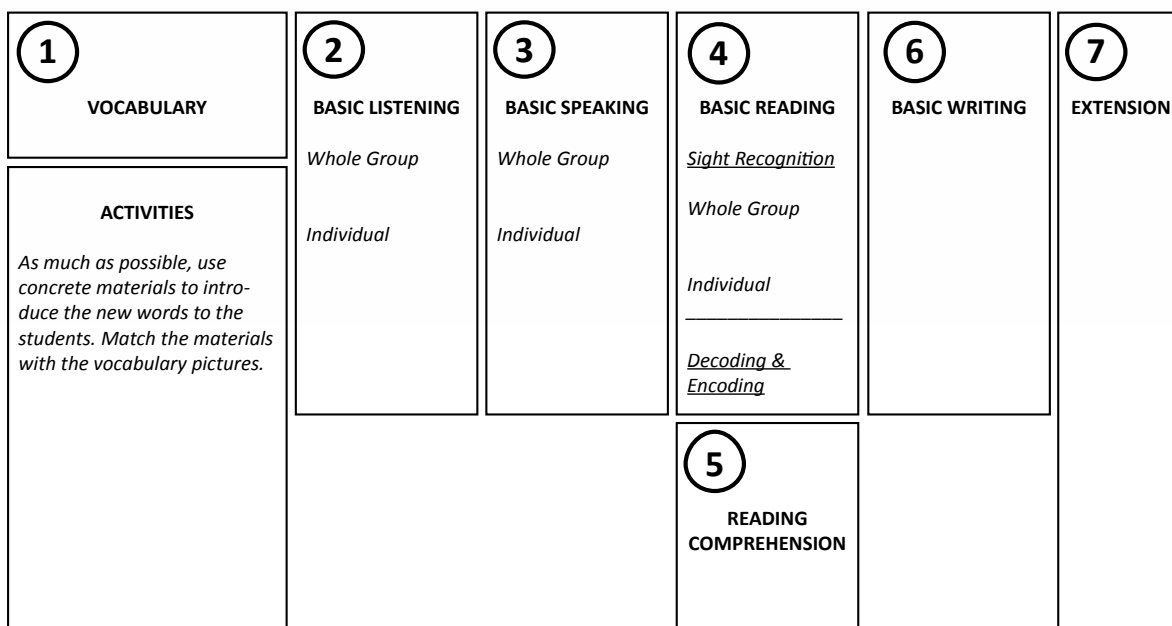 1
VOCABULARY
ACTIVITIES
As much as possible, use
concrete materials to intro-
duce the new words to the
students. Match the materials
with the vocabulary pictures.
2
BASIC LISTENING
Whole Group
Individual
3
BASIC SPEAKING
Whole Group
Individual
4
BASIC READING
Sight Recognition
Whole Group
Individual
_______________
Decoding &
Encoding
5
READING
COMPREHENSION
6
BASIC WRITING
7
EXTENSION